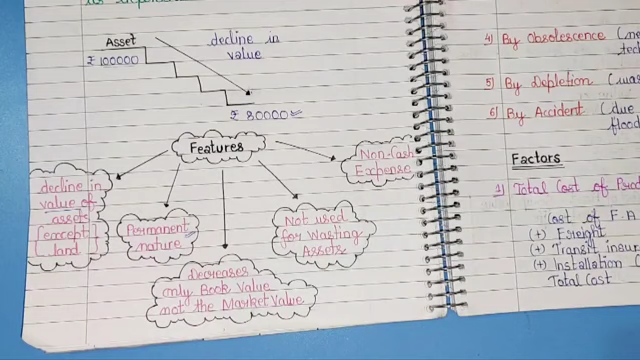 Asset
₹ 100000
decline in
value
₹ 80000
Features
decline in
value of
assets
[except]
[land]
Permanent
nature
Decreases
only Book Value
not the Market Value
Not used
for Wasting
Assets
Non-Cash
Expense
4) By Obsolescence
5) By Depletion
6) By Accident (due
flood
Factors
1) Total Cost of
Cost of
(+) Freight
(+) Transit
(+) Installation
Total Cost